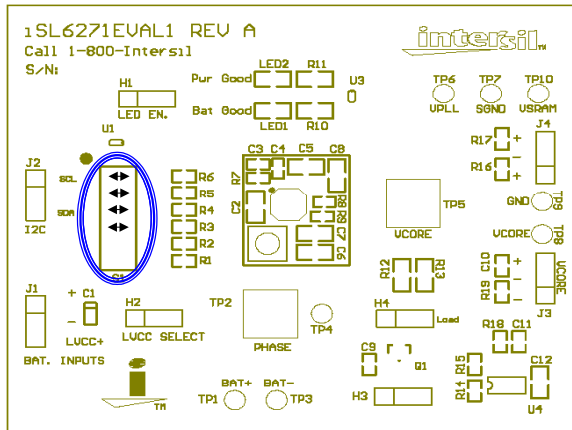 iSL6271EVAL1 REV A
Call 1-800-Intersil
S/N:
intersil TM
H1
LED EN.
Pwr Good
LED2
R11
Bat Good
LED1
R10
U3
TP6
VPLL
TP7
SGND
TP10
VSRAM
U1
J2
SCL
SDA
I2C
R6
R5
R4
R3
R2
R1
C3
C4
C5
C8
R7
C2
R8
R9
C7
C6
TP5
VCORE
R17
+
-
R16
J4
GND
TP9
VCORE
TP8
C10
+
-
R19
VCORE
J3
J1
+
-
C1
LVCC+
BAT. INPUTS
H2
LVCC SELECT
TP2
PHASE
TP4
R12
R13
H4
Load
R18
C11
C9
Q1
R15
R14
C12
U4
H3
TM
BAT+
BAT-
TP1
TP3